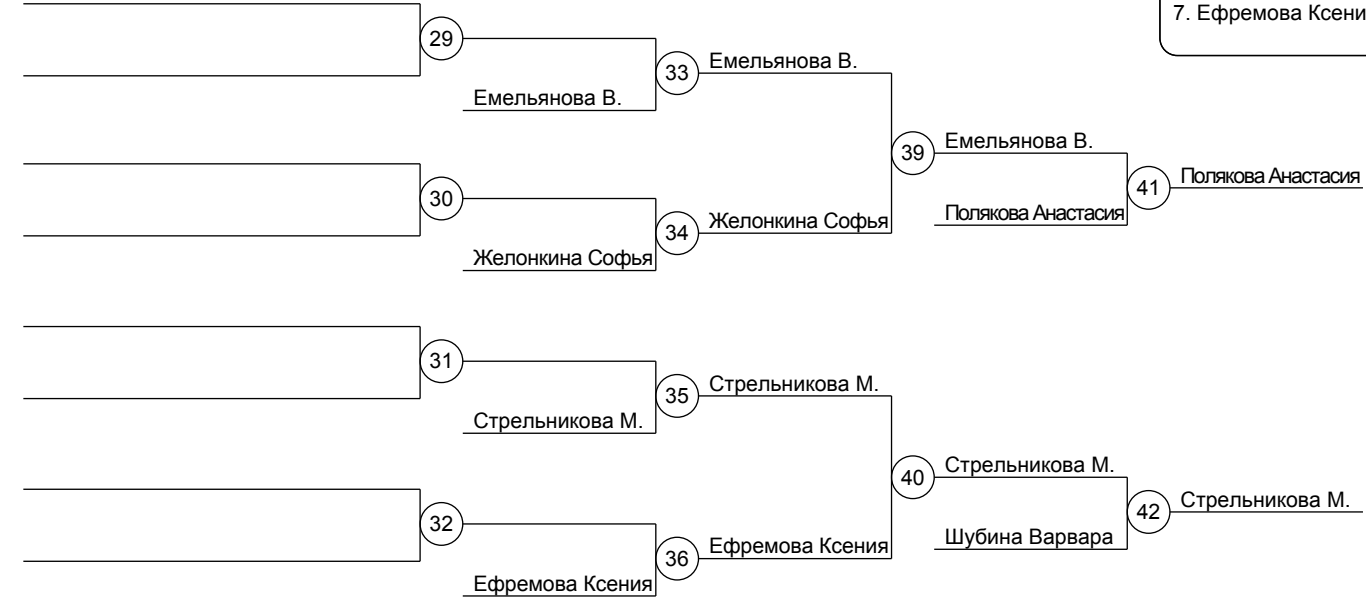 7. Ефремова Ксени
29
33
Емельянова В.
Емельянова В.
39
Емельянова В.
41
Полякова Анастасия
30
34
Желонкина Софья
Полякова Анастасия
Желонкина Софья
31
35
Стрельникова М.
Стрельникова М.
40
Стрельникова М.
42
Стрельникова М.
32
36
Ефремова Ксения
Шубина Варвара
Ефремова Ксения